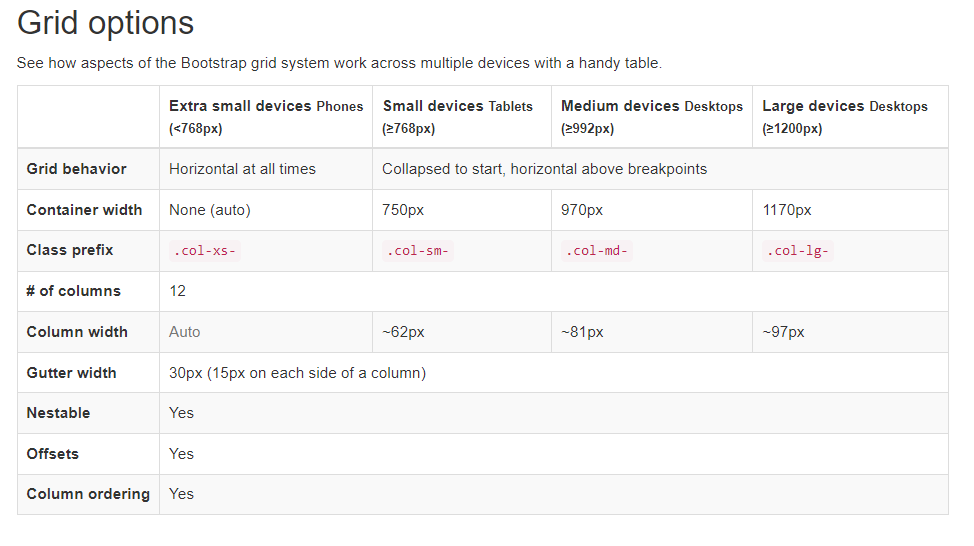 Grid options
See how aspects of the Bootstrap grid system work across multiple devices with a handy table.
Extra small devices Phones Small devices Tablets Medium devices Desktops Large devices Desktops
(<768px) (≥768px) (≥992px) (≥1200px)
Grid behavior Horizontal at all times Collapsed to start, horizontal above breakpoints
Container width None (auto) 750px 970px 1170px
Class prefix .col-xs- .col-sm- .col-md- .col-lg-
# of columns 12
Column width Auto ~62px ~81px ~97px
Gutter width 30px (15px on each side of a column)
Nestable Yes
Offsets Yes
Column ordering Yes